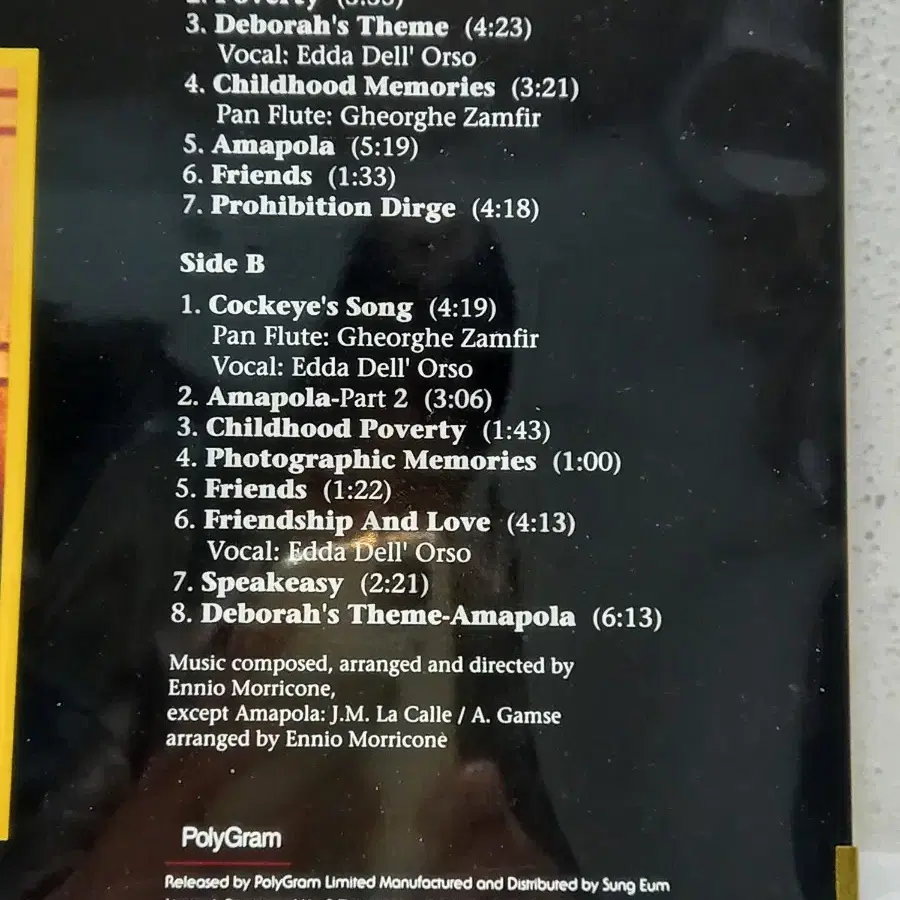 2. Poverty (3:35)
3. Deborah's Theme (4:23)
Vocal: Edda Dell' Orso
4. Childhood Memories (3:21)
Pan Flute: Gheorghe Zamfir
5. Amapola (5:19)
6. Friends (1:33)
7. Prohibition Dirge (4:18)
Side B
1. Cockeye's Song (4:19)
Pan Flute: Gheorghe Zamfir
Vocal: Edda Dell' Orso
2. Amapola-Part 2 (3:06)
3. Childhood Poverty (1:43)
4. Photographic Memories (1:00)
5. Friends (1:22)
6. Friendship And Love (4:13)
Vocal: Edda Dell' Orso
7. Speakeasy (2:21)
8. Deborah's Theme-Amapola (6:13)
Music composed, arranged and directed by
Ennio Morricone,
except Amapola: J.M. La Calle / A. Gamse
arranged by Ennio Morricone
PolyGram
Released by PolyGram Limited Manufactured and Distributed by Sung Eum